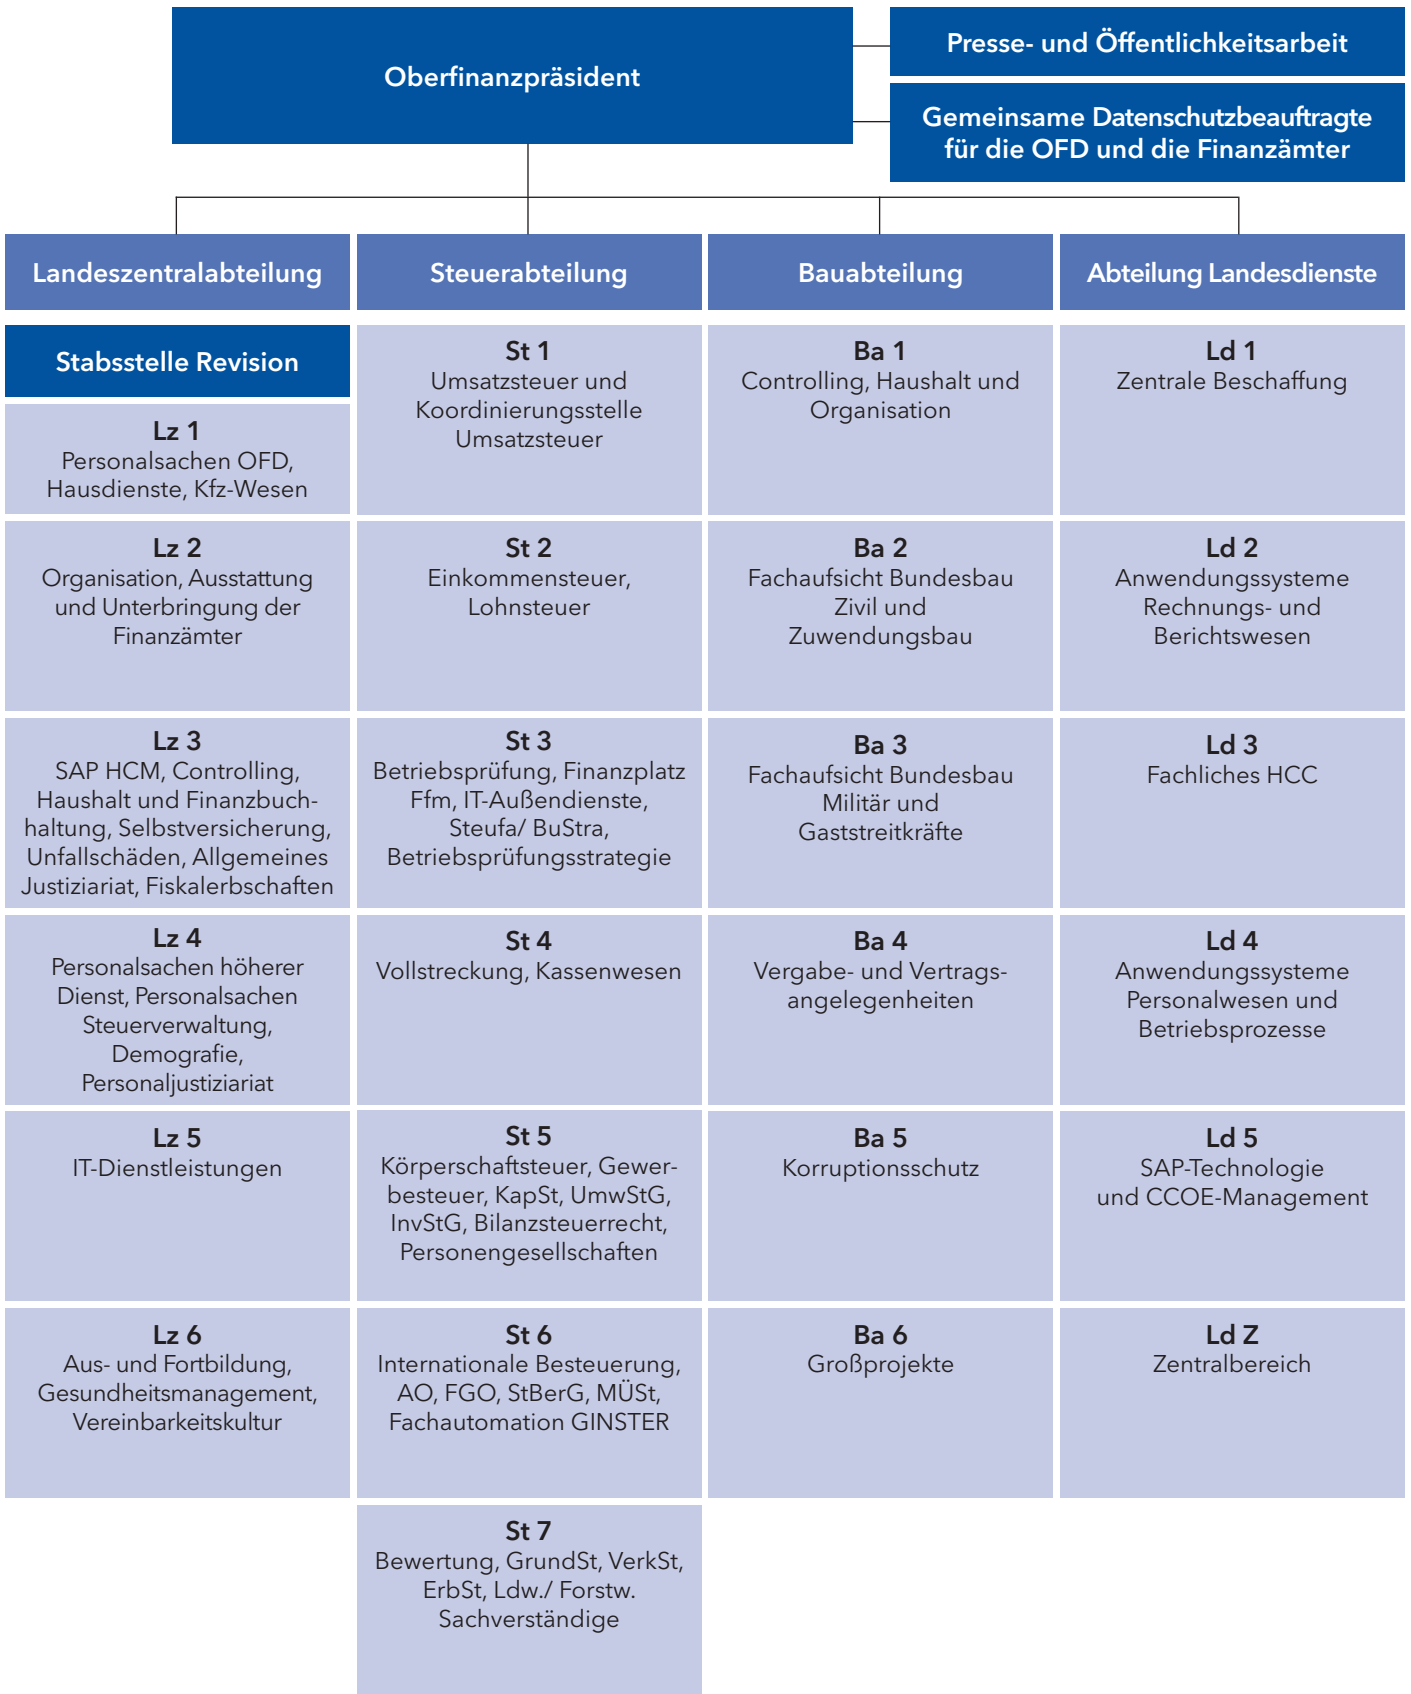 Oberfinanzpräsident
Presse- und Öffentlichkeitsarbeit
Gemeinsame Datenschutzbeauftragte
für die OFD und die Finanzämter
Landeszentralabteilung
Stabsstelle Revision
Lz 1
Personalsachen OFD,
Hausdienste, Kfz-Wesen
Lz 2
Organisation, Ausstattung
und Unterbringung der
Finanzämter
Lz 3
SAP HCM, Controlling,
Haushalt und Finanzbuch-
haltung, Selbstversicherung,
Unfallschäden, Allgemeines
Justiziariat, Fiskalerbschaften
Lz 4
Personalsachen höherer
Dienst, Personalsachen
Steuerverwaltung,
Demografie,
Personaljustiziariat
Lz 5
IT-Dienstleistungen
Lz 6
Aus- und Fortbildung,
Gesundheitsmanagement,
Vereinbarkeitskultur
Steuerabteilung
St 1
Umsatzsteuer und
Koordinierungsstelle
Umsatzsteuer
St 2
Einkommensteuer,
Lohnsteuer
St 3
Betriebsprüfung, Finanzplatz
Ffm, IT-Außendienste,
Steufa/ BuStra,
Betriebsprüfungsstrategie
St 4
Vollstreckung, Kassenwesen
St 5
Körperschaftsteuer, Gewer-
besteuer, KapSt, UmwStG,
InvStG, Bilanzsteuerrecht,
Personengesellschaften
St 6
Internationale Besteuerung,
AO, FGO, StBerG, MÜSt,
Fachautomation GINSTER
St 7
Bewertung, GrundSt, VerkSt,
ErbSt, Ldw./ Forstw.
Sachverständige
Bauabteilung
Ba 1
Controlling, Haushalt und
Organisation
Ba 2
Fachaufsicht Bundesbau
Zivil und
Zuwendungsbau
Ba 3
Fachaufsicht Bundesbau
Militär und
Gaststreitkräfte
Ba 4
Vergabe- und Vertrags-
angelegenheiten
Ba 5
Korruptionsschutz
Ba 6
Großprojekte
Abteilung Landesdienste
Ld 1
Zentrale Beschaffung
Ld 2
Anwendungssysteme
Rechnungs- und
Berichtswesen
Ld 3
Fachliches HCC
Ld 4
Anwendungssysteme
Personalwesen und
Betriebsprozesse
Ld 5
SAP-Technologie
und CCOE-Management
Ld Z
Zentralbereich